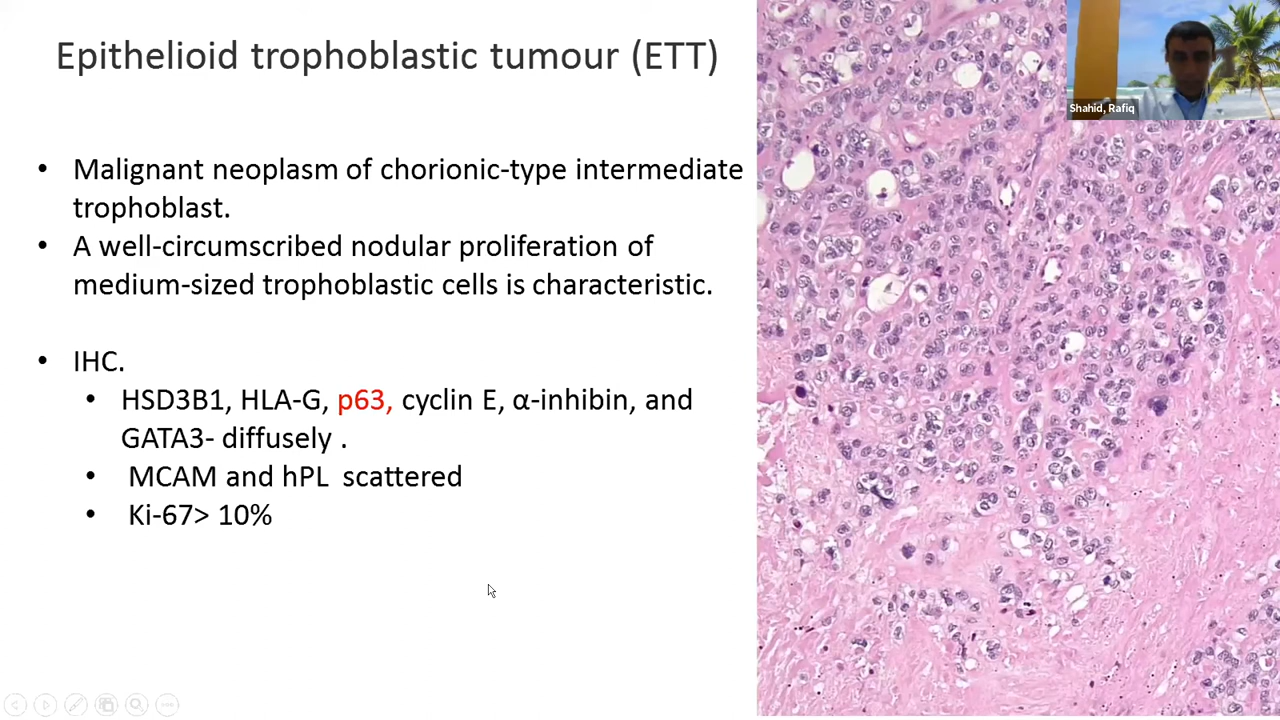 Epithelioid trophoblastic tumour (ETT)
Shahid, Rafiq
• Malignant neoplasm of chorionic-type intermediate
trophoblast.
• A well-circumscribed nodular proliferation of
medium-sized trophoblastic cells is characteristic.
• IHC.
• HSD3B1, HLA-G, p63, cyclin E, α-inhibin, and
GATA3- diffusely .
• MCAM and hPL scattered
• Ki-67> 10%